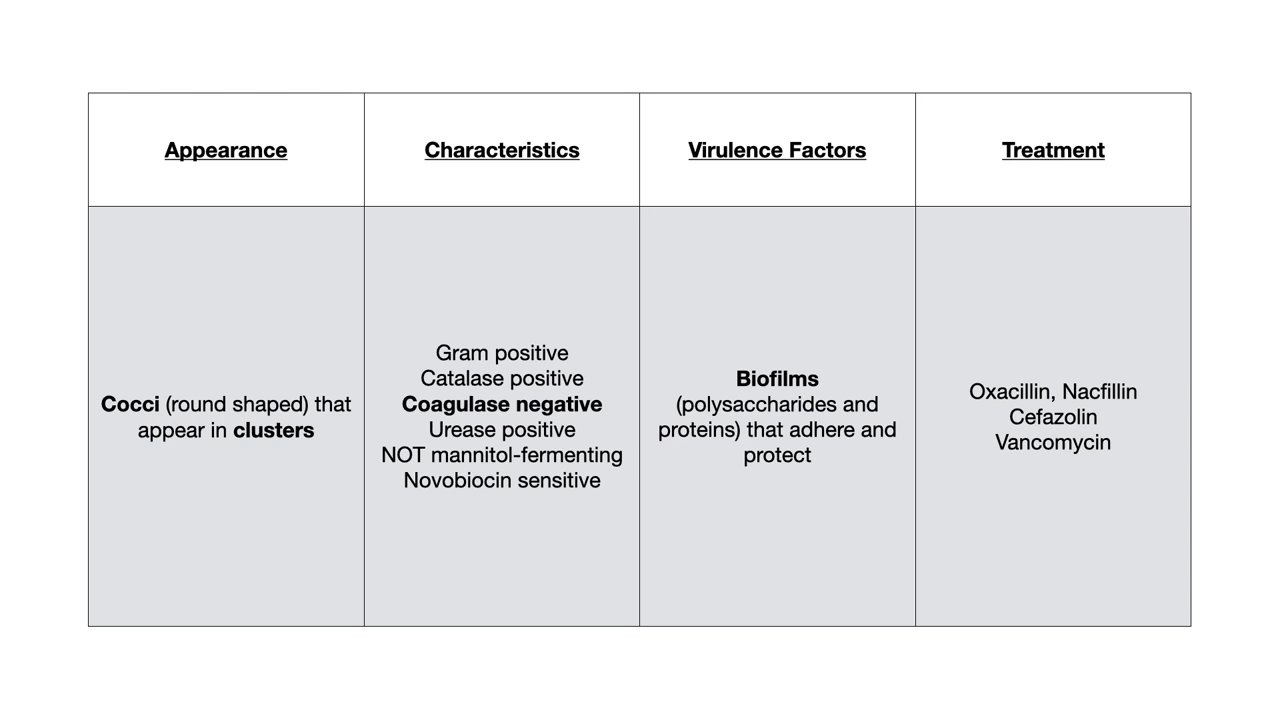 Appearance
Characteristics
Virulence Factors
Treatment
Cocci (round shaped) that
appear in clusters
Gram positive
Catalase positive
Coagulase negative
Urease positive
NOT mannitol-fermenting
Novobiocin sensitive
Biofilms
(polysaccharides and
proteins) that adhere and
protect
Oxacillin, Nacfillin
Cefazolin
Vancomycin